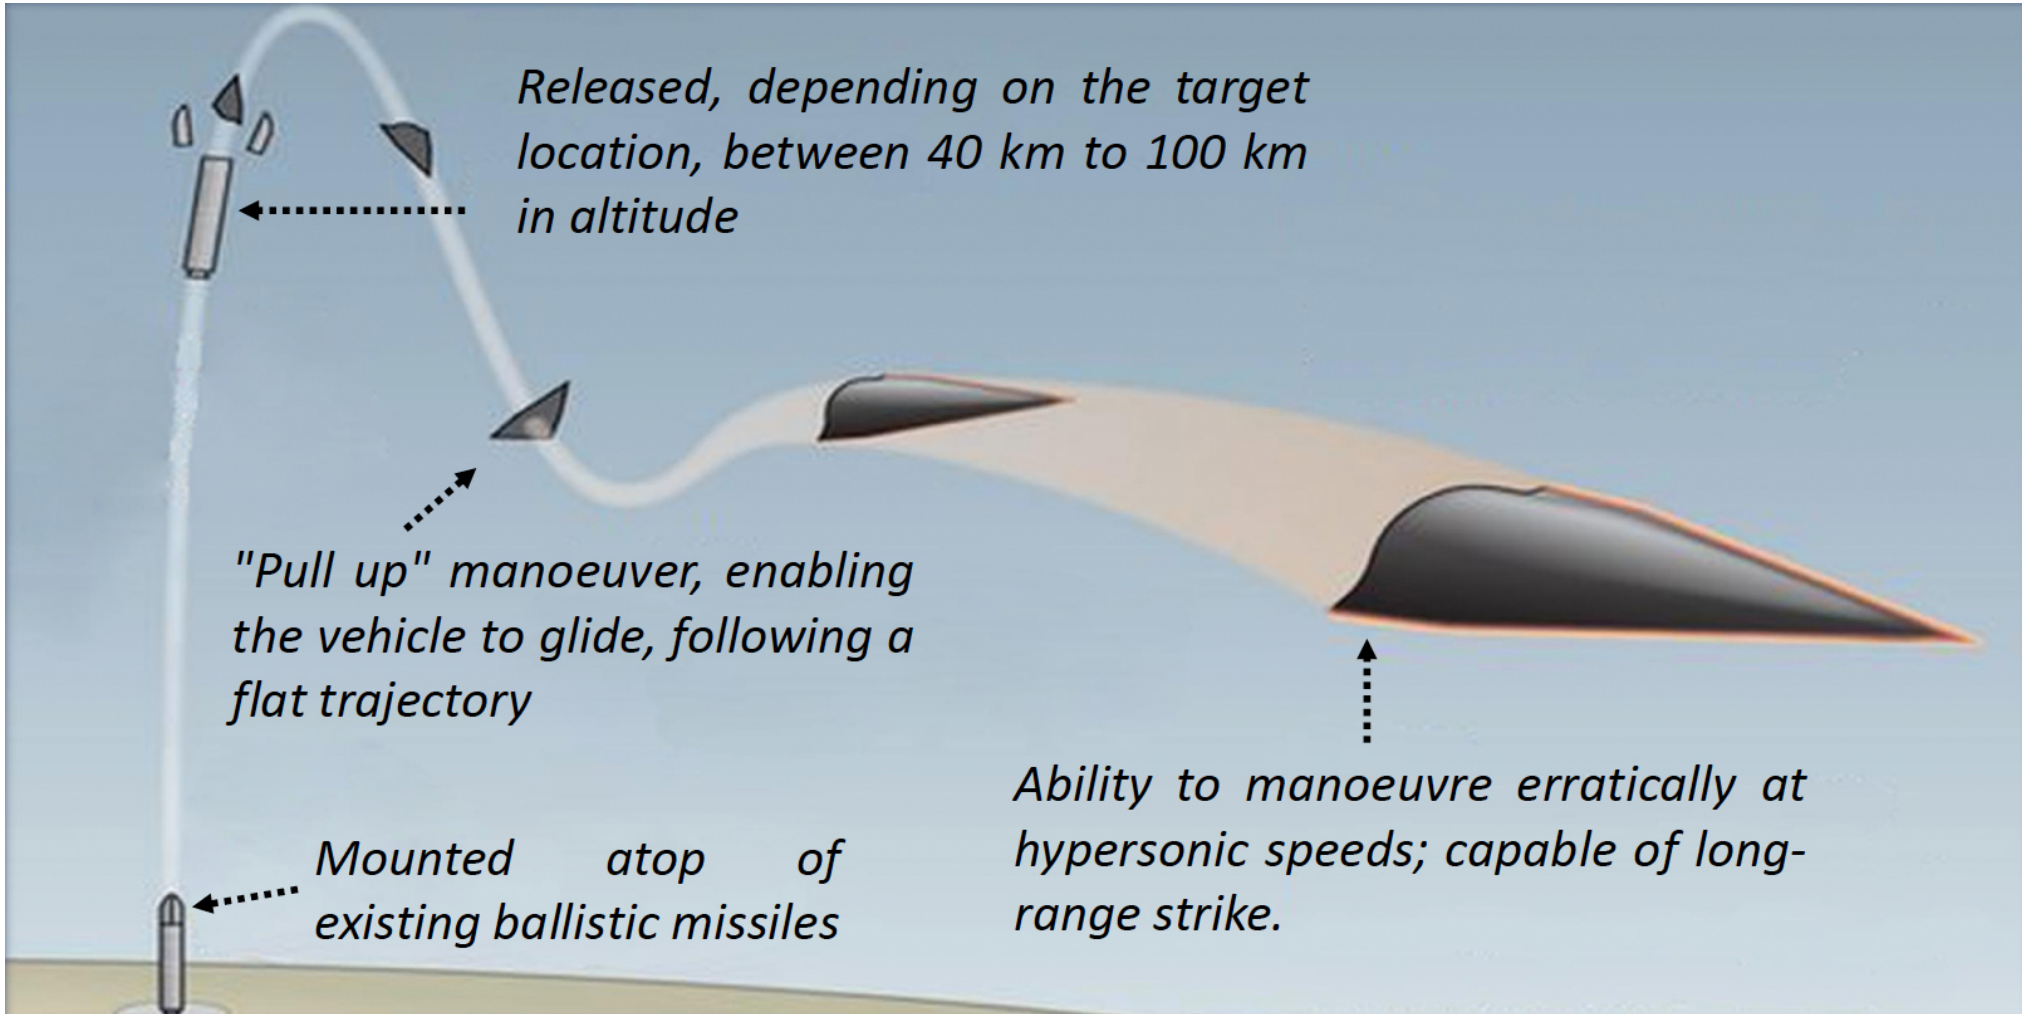 Released, depending on the target
location, between 40 km to 100 km
in altitude
"Pull up" manoeuver, enabling
the vehicle to glide, following a
flat trajectory
Mounted atop of
existing ballistic missiles
Ability to manoeuvre erratically at
hypersonic speeds; capable of long-
range strike.